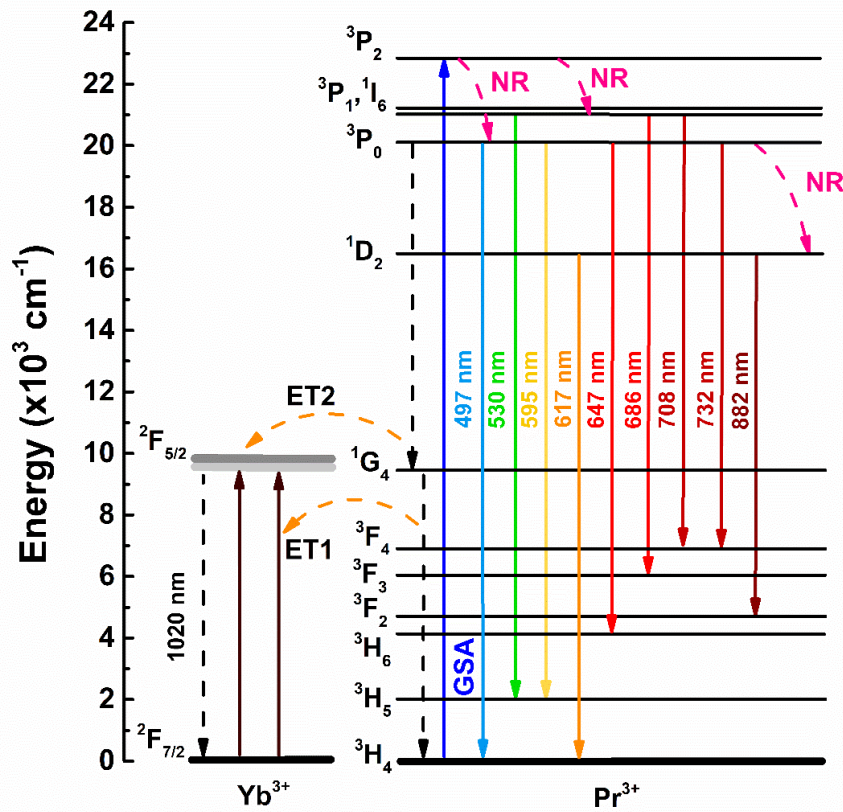 Energy (x10³ cm⁻¹)
24
22
20
18
16
14
12
10
8
6
4
2
0
³P₂
NR
NR
³P₁,¹I₆
³P₀
NR
¹D₂
497 nm
530 nm
595 nm
617 nm
647 nm
686 nm
708 nm
732 nm
882 nm
ET2
²F₅/₂
¹G₄
ET1
³F₄
³F₃
³F₂
³H₆
³H₅
³H₄
1020 nm
GSA
²F₇/₂
Yb³⁺
Pr³⁺